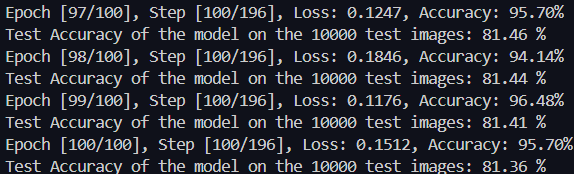 Epoch [97/100], Step [100/196], Loss: 0.1247, Accuracy: 95.70%
Test Accuracy of the model on the 10000 test images: 81.46 %
Epoch [98/100], Step [100/196], Loss: 0.1846, Accuracy: 94.14%
Test Accuracy of the model on the 10000 test images: 81.44 %
Epoch [99/100], Step [100/196], Loss: 0.1176, Accuracy: 96.48%
Test Accuracy of the model on the 10000 test images: 81.41 %
Epoch [100/100], Step [100/196], Loss: 0.1512, Accuracy: 95.70%
Test Accuracy of the model on the 10000 test images: 81.36 %